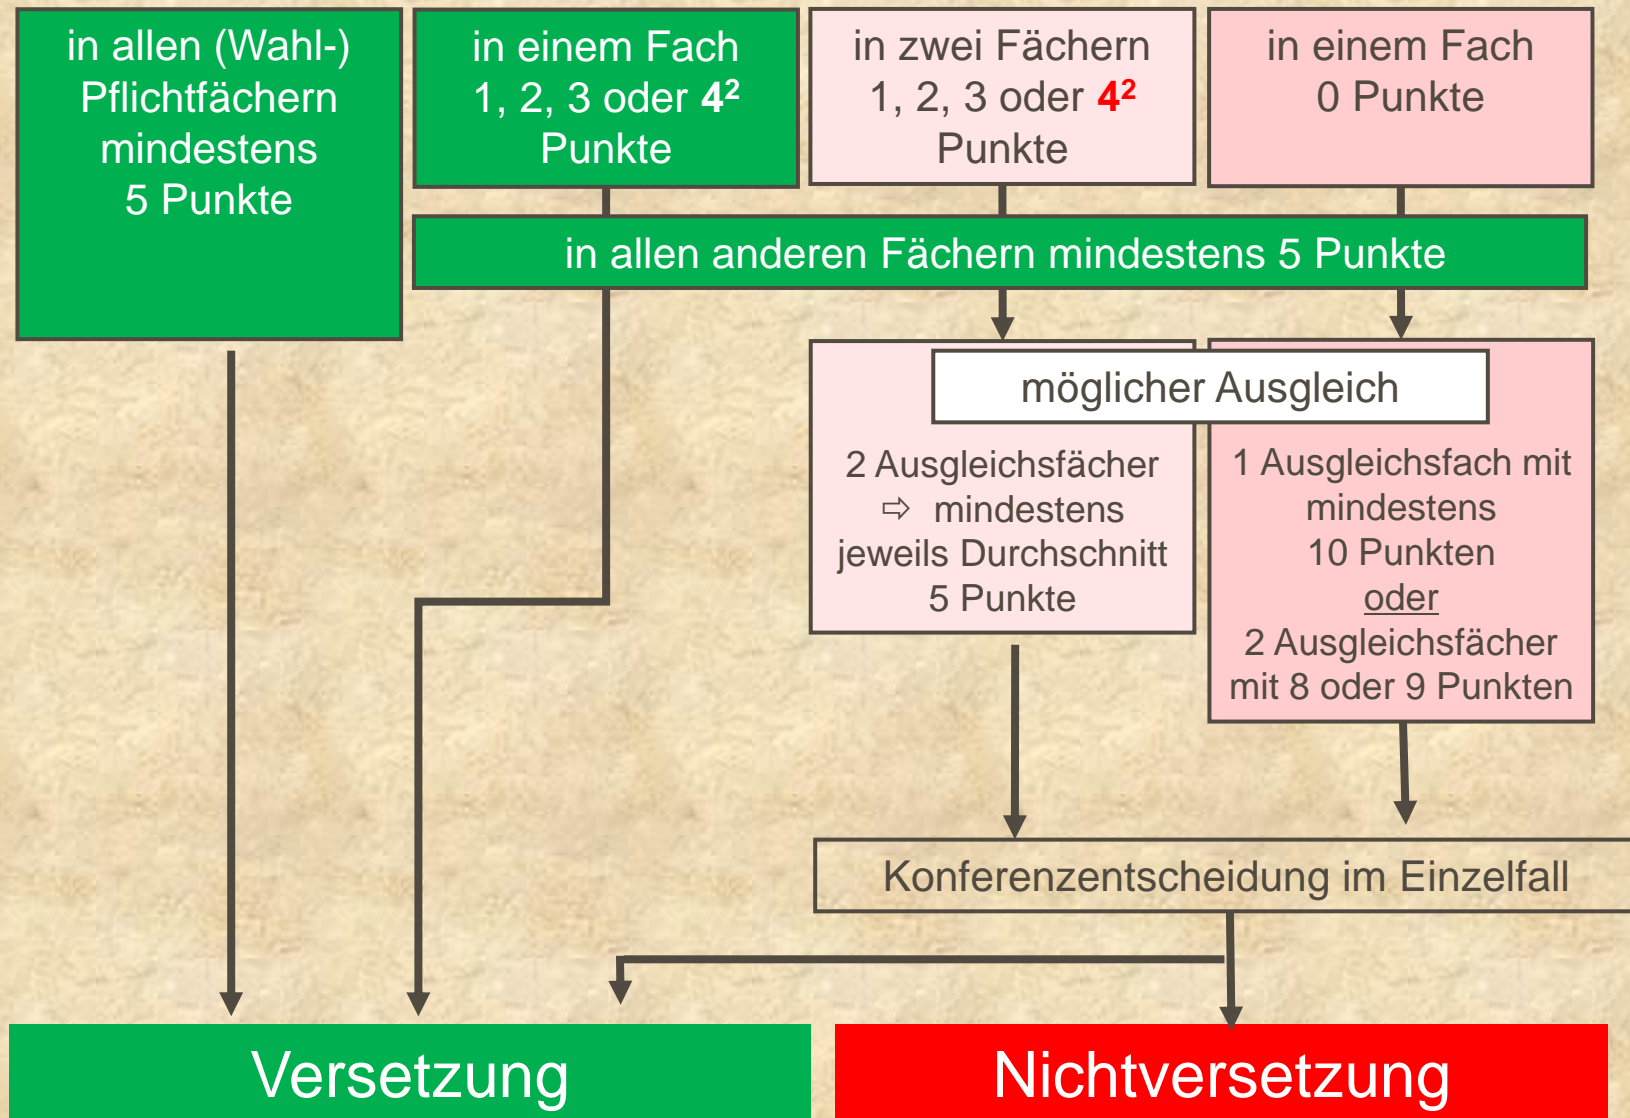 in allen (Wahl-)
Pflichtfächern
mindestens
5 Punkte
in einem Fach
1, 2, 3 oder 4²
Punkte
in zwei Fächern
1, 2, 3 oder 4²
Punkte
in einem Fach
0 Punkte
in allen anderen Fächern mindestens 5 Punkte
möglicher Ausgleich
2 Ausgleichsfächer
⇨ mindestens
jeweils Durchschnitt
5 Punkte
1 Ausgleichsfach mit
mindestens
10 Punkten
oder
2 Ausgleichsfächer
mit 8 oder 9 Punkten
Konferenzentscheidung im Einzelfall
Versetzung
Nichtversetzung